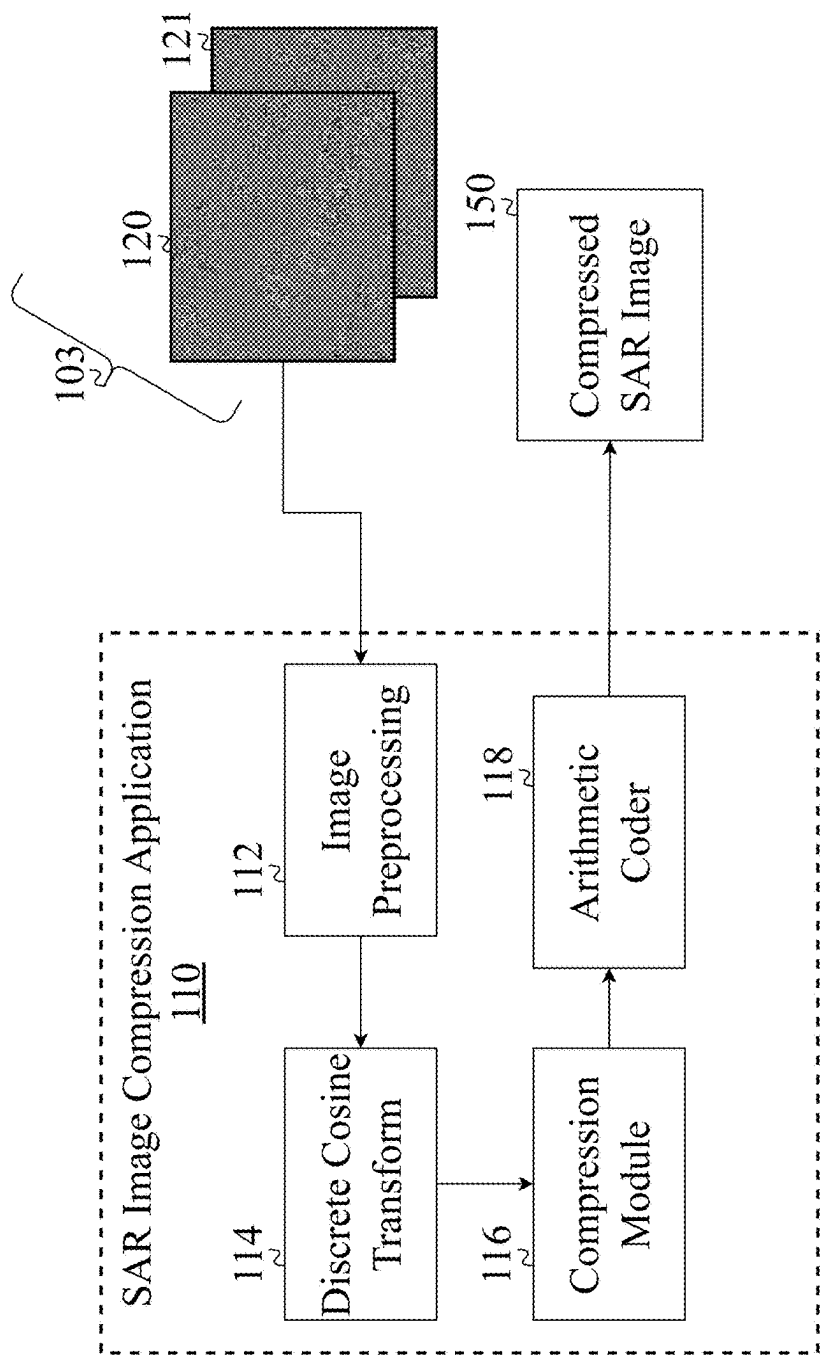 SAR Image Compression Application
110
103
120
121
112
Image
Preprocessing
114
Discrete Cosine
Transform
116
Compression
Module
118
Arithmetic
Coder
150
Compressed
SAR Image